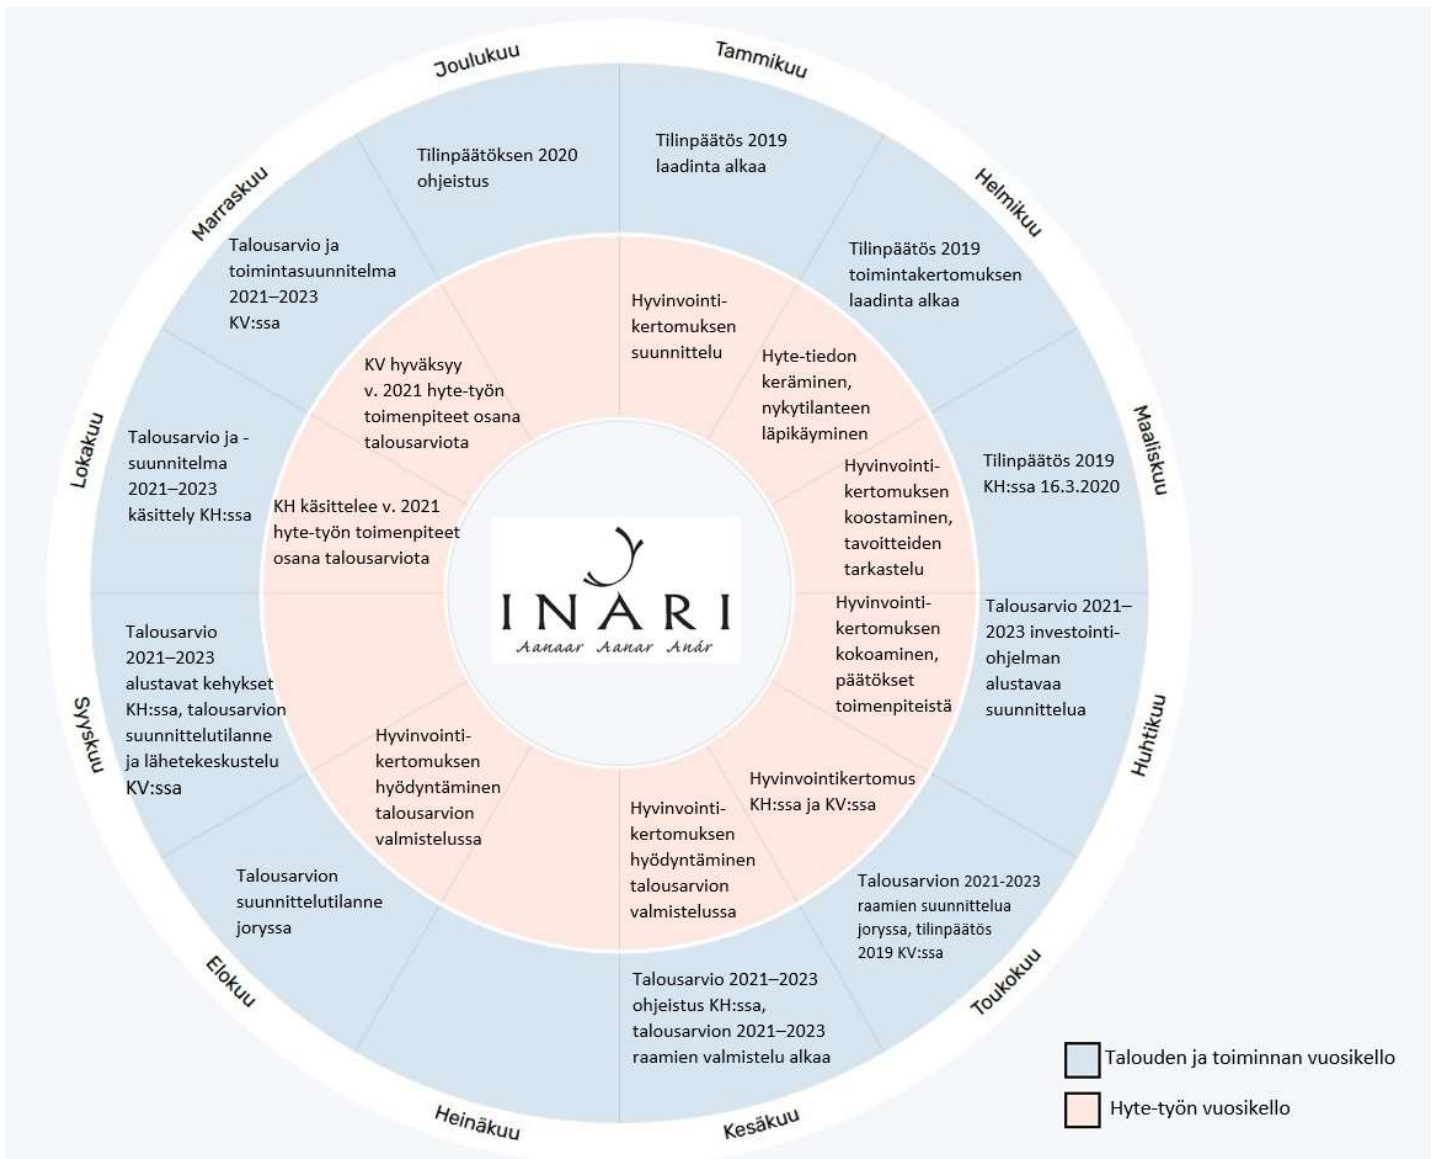 Tammikuu
Tilinpäätös 2019
laadinta alkaa
Hyvinvointi-
kertomuksen
suunnittelu
Helmikuu
Tilinpäätös 2019
toimintakertomuksen
laadinta alkaa
Hyte-tiedon
keräminen,
nykytilanteen
läpikäyminen
Maaliskuu
Tilinpäätös 2019
KH:ssa 16.3.2020
Hyvinvointi-
kertomuksen
koostaminen,
tavoitteiden
tarkastelu
Huhtikuu
Talousarvio 2021–
2023 investointi-
ohjelman
alustavaa
suunnittelua
Hyvinvointi-
kertomuksen
kokoaminen,
päätökset
toimenpiteistä
Toukokuu
Talousarvion 2021-2023
raamien suunnittelua
joryssa, tilinpäätös
2019 KV:ssa
Hyvinvointikertomus
KH:ssa ja KV:ssa
Kesäkuu
Talousarvio 2021–2023
ohjeistus KH:ssa,
talousarvion 2021–2023
raamien valmistelu alkaa
Hyvinvointi-
kertomuksen
hyödyntäminen
talousarvion
valmistelussa
Heinäkuu
Elokuu
Talousarvion
suunnittelutilanne
joryssa
Hyvinvointi-
kertomuksen
hyödyntäminen
talousarvion
valmistelussa
Syyskuu
Talousarvio
2021–2023
alustavat kehykset
KH:ssa, talousarvion
suunnittelutilanne
ja lähetekeskustelu
KV:ssa
Lokakuu
Talousarvio ja -
suunnitelma
2021–2023
käsittely KH:ssa
KH käsittelee v. 2021
hyte-työn toimenpiteet
osana talousarviota
Marraskuu
Talousarvio ja
toimintasuunnitelma
2021–2023
KV:ssa
KV hyväksyy
v. 2021 hyte-työn
toimenpiteet osana
talousarviota
Joulukuu
Tilinpäätöksen 2020
ohjeistus
INARI
Aanaar Aanar Anár
Talouden ja toiminnan vuosikello
Hyte-työn vuosikello